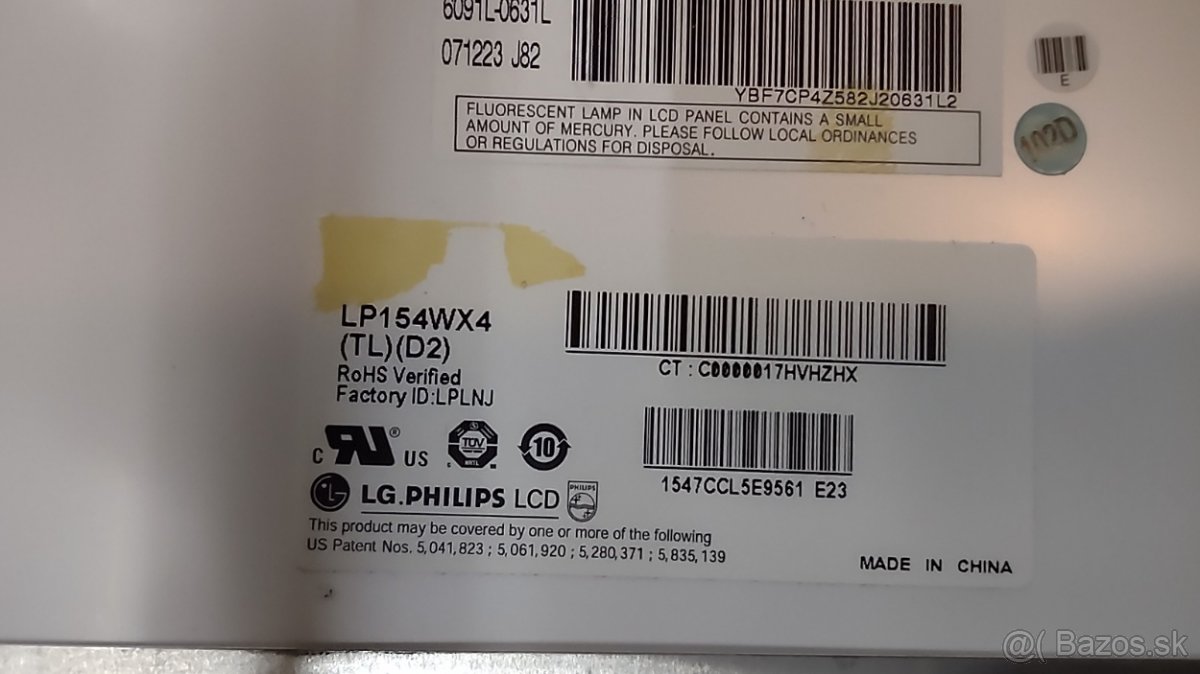 6091L-0631L
071223 J82
YBF7CP4Z582J20631L2
E
102D
FLUORESCENT LAMP IN LCD PANEL CONTAINS A SMALL
AMOUNT OF MERCURY. PLEASE FOLLOW LOCAL ORDINANCES
OR REGULATIONS FOR DISPOSAL.
LP154WX4
(TL)(D2)
RoHS Verified
Factory ID:LPLNJ
CT : C0000017HVHZHX
C RU ® US
TÜV
NRTL
10
1547CCL5E9561 E23
LG LG.PHILIPS LCD PHILIPS
This product may be covered by one or more of the following
US Patent Nos. 5,041,823 ; 5,061,920 ; 5,280,371 ; 5,835,139
MADE IN CHINA
@( Bazos.sk